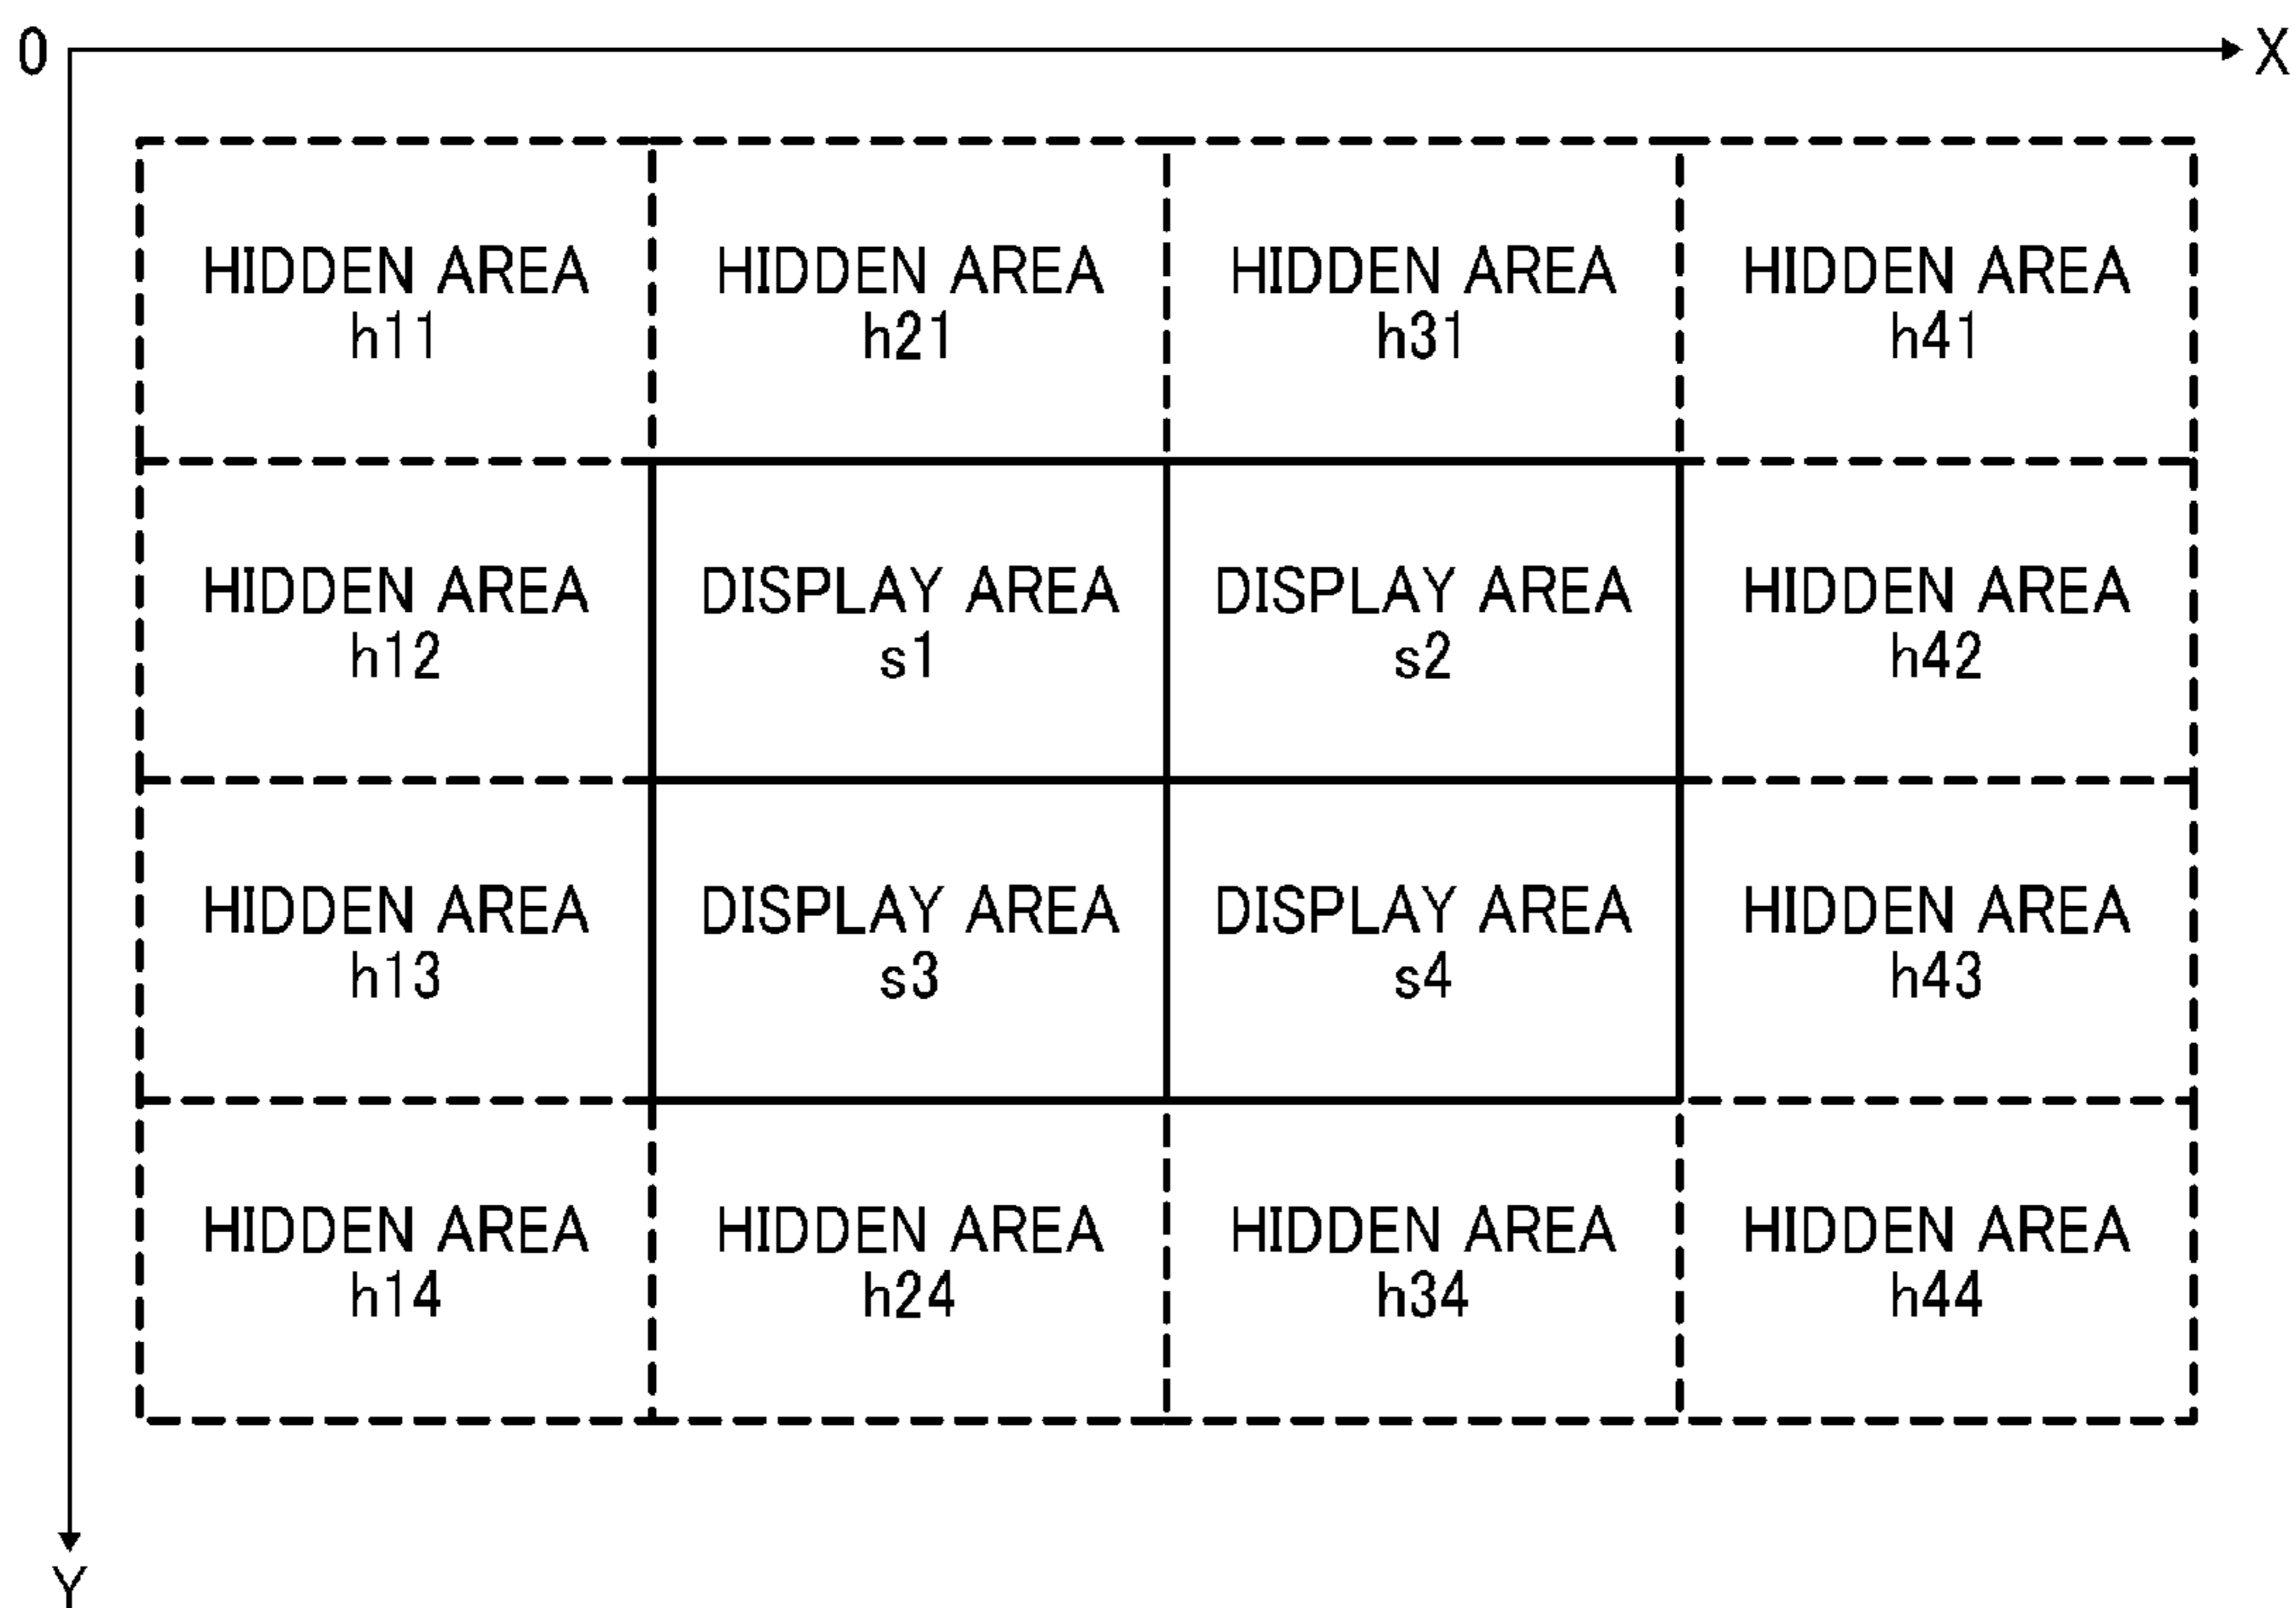 0 X
HIDDEN AREA HIDDEN AREA HIDDEN AREA HIDDEN AREA
h11 h21 h31 h41
HIDDEN AREA DISPLAY AREA DISPLAY AREA HIDDEN AREA
h12 s1 s2 h42
HIDDEN AREA DISPLAY AREA DISPLAY AREA HIDDEN AREA
h13 s3 s4 h43
HIDDEN AREA HIDDEN AREA HIDDEN AREA HIDDEN AREA
h14 h24 h34 h44
Y